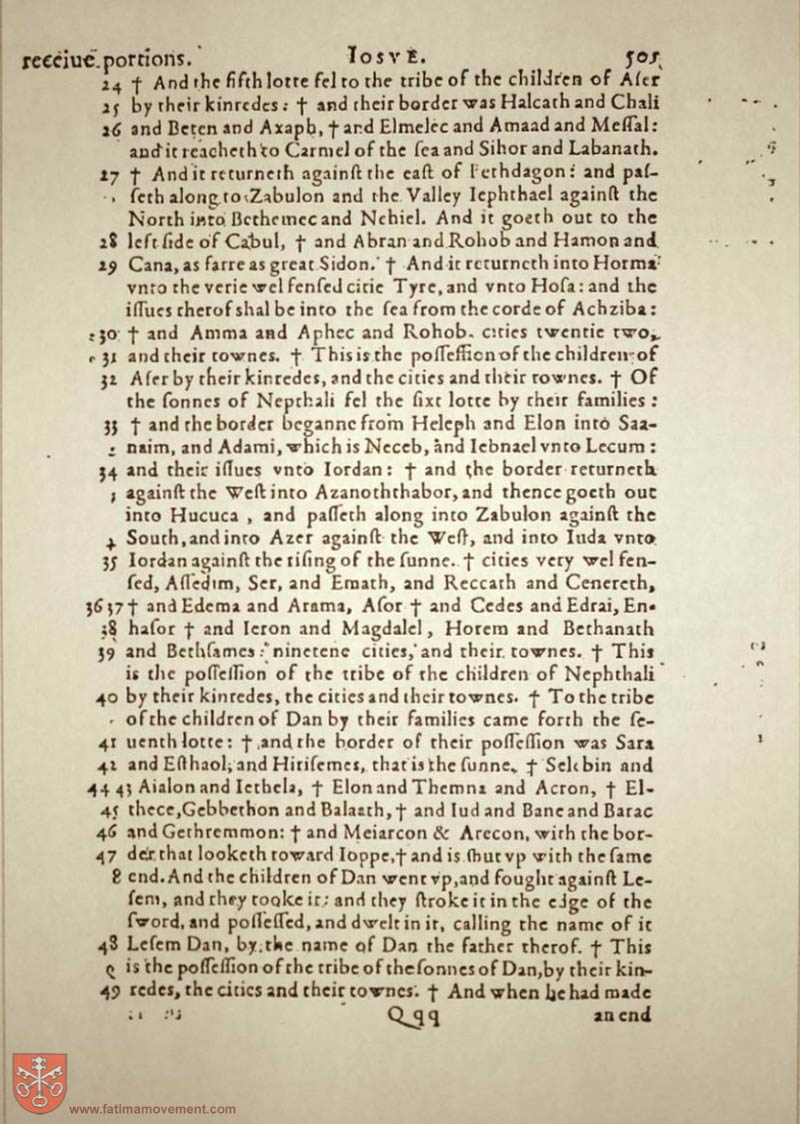 receiue portions. IOSVE. 505
24 † And the fifth lotte fel to the tribe of the children of Aſer
25 by their kinredes: † and their border was Halcath and Chali
26 and Beten and Axaph, † and Elmelec and Amaad and Meſſal:
and it reacheth to Carmel of the ſea and Sihor and Labanath.
27 † And it returneth againſt the eaſt of Bethdagon: and paſ-
ſeth along to Zabulon and the Valley Iephthael againſt the
North into Bethemec and Nehiel. And it goeth out to the
28 left ſide of Cabul, † and Abran and Rohob and Hamon and
29 Cana, as farre as great Sidon. † And it returneth into Horma
vnto the verie wel fenſed citie Tyre, and vnto Hoſa: and the
iſſues therof shal be into the ſea from the corde of Achziba:
30 † and Amma and Aphec and Rohob. cities twentie two,
31 and their townes. † This is the poſſeſſion of the children of
32 Aſer by their kinredes, and the cities and their townes. † Of
the ſonnes of Nepthali fel the ſixt lotte by their families:
33 † and the border beganne from Heleph and Elon into Saa-
naim, and Adami, which is Neceb, and Iebnael vnto Lecum:
34 and their iſſues vnto Iordan: † and the border returneth
againſt the Weſt into Azanoththabor, and thence goeth out
into Hucuca, and paſſeth along into Zabulon againſt the
South, and into Azer againſt the Weſt, and into Iuda vnto
35 Iordan againſt the riſing of the ſunne. † cities very wel fen-
ſed, Aſſedim, Ser, and Emath, and Reccath and Cenereth,
36 37 † and Edema and Arama, Aſor † and Cedes and Edrai, En-
38 haſor † and Ieron and Magdalel, Horem and Bethanath
39 and Bethſames: ninetene cities, and their townes. † This
is the poſſeſſion of the tribe of the children of Nephthali
40 by their kinredes, the cities and their townes. † To the tribe
of the children of Dan by their families came forth the ſe-
41 uenth lotte: † and the border of their poſſeſſion was Sara
42 and Eſthaol, and Hirſemes, that is the ſunne. † Selebin and
44 43 Aialon and Iethela, † Elon and Themna and Acron, † El-
45 thece, Gebbethon and Balaath, † and Iud and Bane and Barac
46 and Gethremmon: † and Meiarcon & Arecon, with the bor-
47 der that looketh toward Ioppe, † and is shut vp with the ſame
end. And the children of Dan went vp, and fought againſt Le-
ſem, and they tooke it: and they ſtroke it in the edge of the
ſword, and poſſeſſed, and dwelt in it, calling the name of it
48 Leſem Dan, by the name of Dan the father therof. † This
is the poſſeſſion of the tribe of the ſonnes of Dan, by their kin-
49 redes, the cities and their townes. † And when he had made
Qqq an end
www.fatimamovement.com